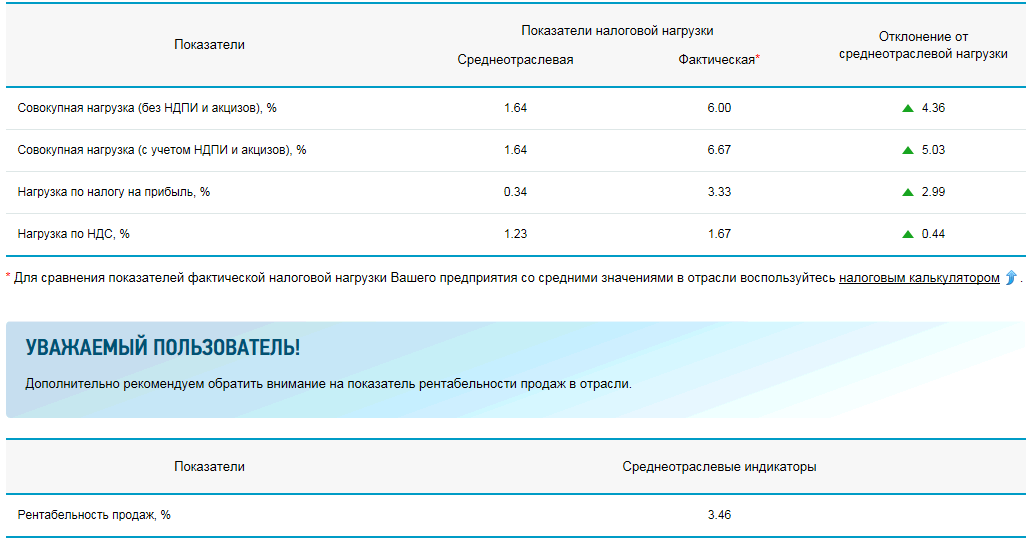 Показатели
Показатели налоговой нагрузки
Отклонение от
среднеотраслевой нагрузки
Среднеотраслевая
Фактическая*
Совокупная нагрузка (без НДПИ и акцизов), % 1.64 6.00 4.36
Совокупная нагрузка (с учетом НДПИ и акцизов), % 1.64 6.67 5.03
Нагрузка по налогу на прибыль, % 0.34 3.33 2.99
Нагрузка по НДС, % 1.23 1.67 0.44
* Для сравнения показателей фактической налоговой нагрузки Вашего предприятия со средними значениями в отрасли воспользуйтесь налоговым калькулятором .
УВАЖАЕМЫЙ ПОЛЬЗОВАТЕЛЬ!
Дополнительно рекомендуем обратить внимание на показатель рентабельности продаж в отрасли.
Показатели Среднеотраслевые индикаторы
Рентабельность продаж, % 3.46